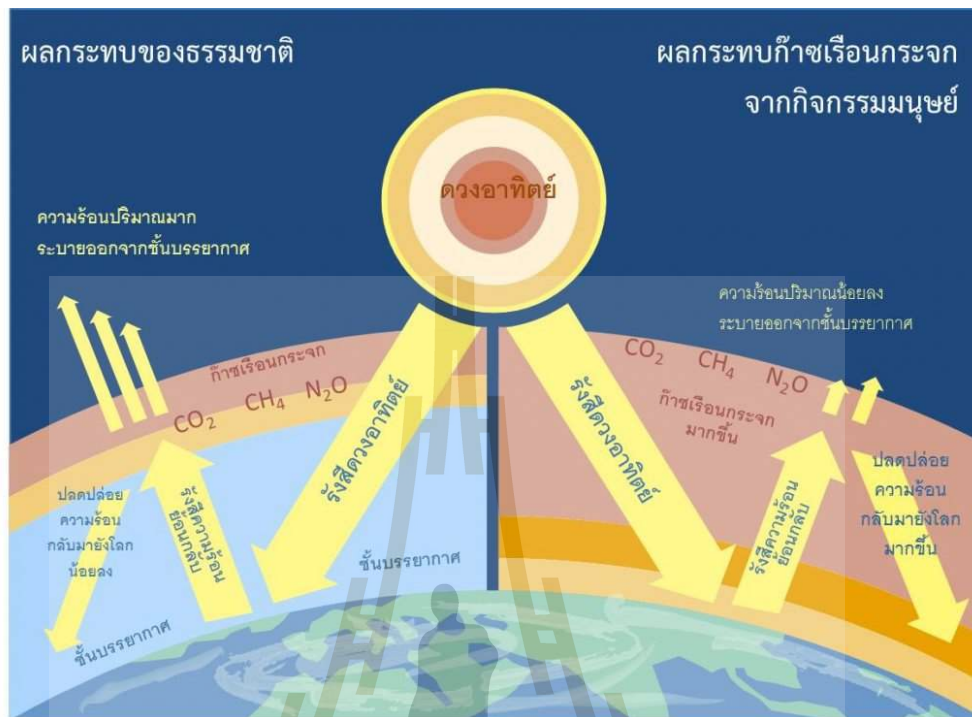 ผลกระทบของธรรมชาติ
ผลกระทบก๊าซเรือนกระจก
จากกิจกรรมมนุษย์
ดวงอาทิตย์
ความร้อนปริมาณมาก
ระบายออกจากชั้นบรรยากาศ
ก๊าซเรือนกระจก
CO₂ CH₄ N₂O
รังสีดวงอาทิตย์
ปลดปล่อย
ความร้อน
กลับมายังโลก
น้อยลง
รังสีความร้อน
ย้อนกลับ
ชั้นบรรยากาศ
ชั้นบรรยากาศ
ความร้อนปริมาณน้อยลง
ระบายออกจากชั้นบรรยากาศ
CO₂ CH₄ N₂O
ก๊าซเรือนกระจก
มากขึ้น
รังสีดวงอาทิตย์
รังสีความร้อน
ย้อนกลับ
ปลดปล่อย
ความร้อน
กลับมายังโลก
มากขึ้น